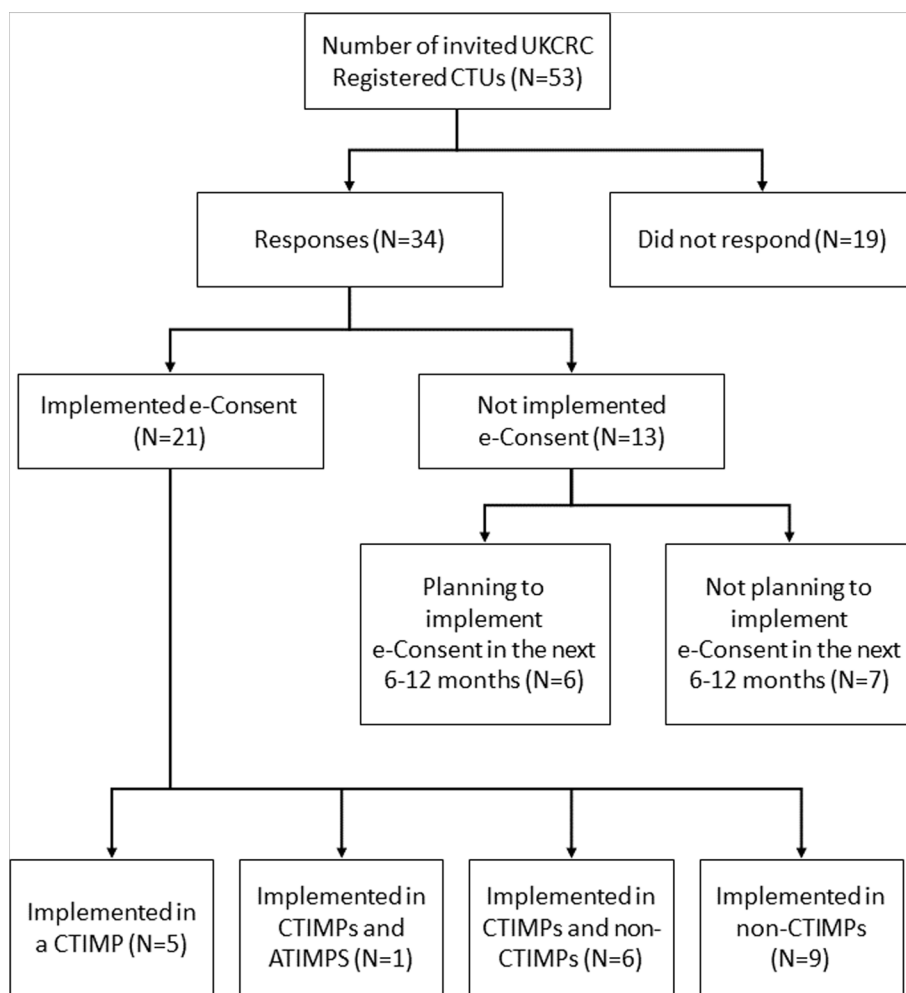 Number of invited UKCRC
Registered CTUs (N=53)
Responses (N=34)
Did not respond (N=19)
Implemented e-Consent
(N=21)
Not implemented
e-Consent (N=13)
Planning to
implement
e-Consent in the next
6-12 months (N=6)
Not planning to
implement
e-Consent in the next
6-12 months (N=7)
Implemented in
a CTIMP (N=5)
Implemented in
CTIMPs and
ATIMPS (N=1)
Implemented in
CTIMPs and non-
CTIMPs (N=6)
Implemented in
non-CTIMPs
(N=9)